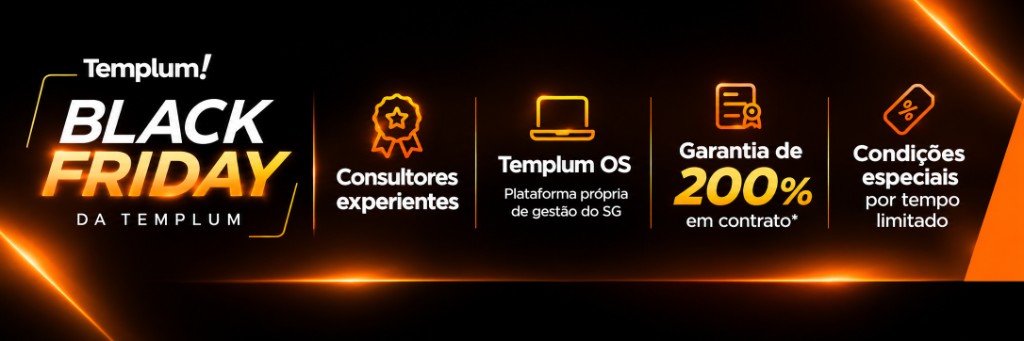 Templum!
BLACK
FRIDAY
DA TEMPLUM
Consultores
experientes
Templum OS
Plataforma própria
de gestão do SG
Garantia de
200%
em contrato*
%
Condições
especiais
por tempo
limitado